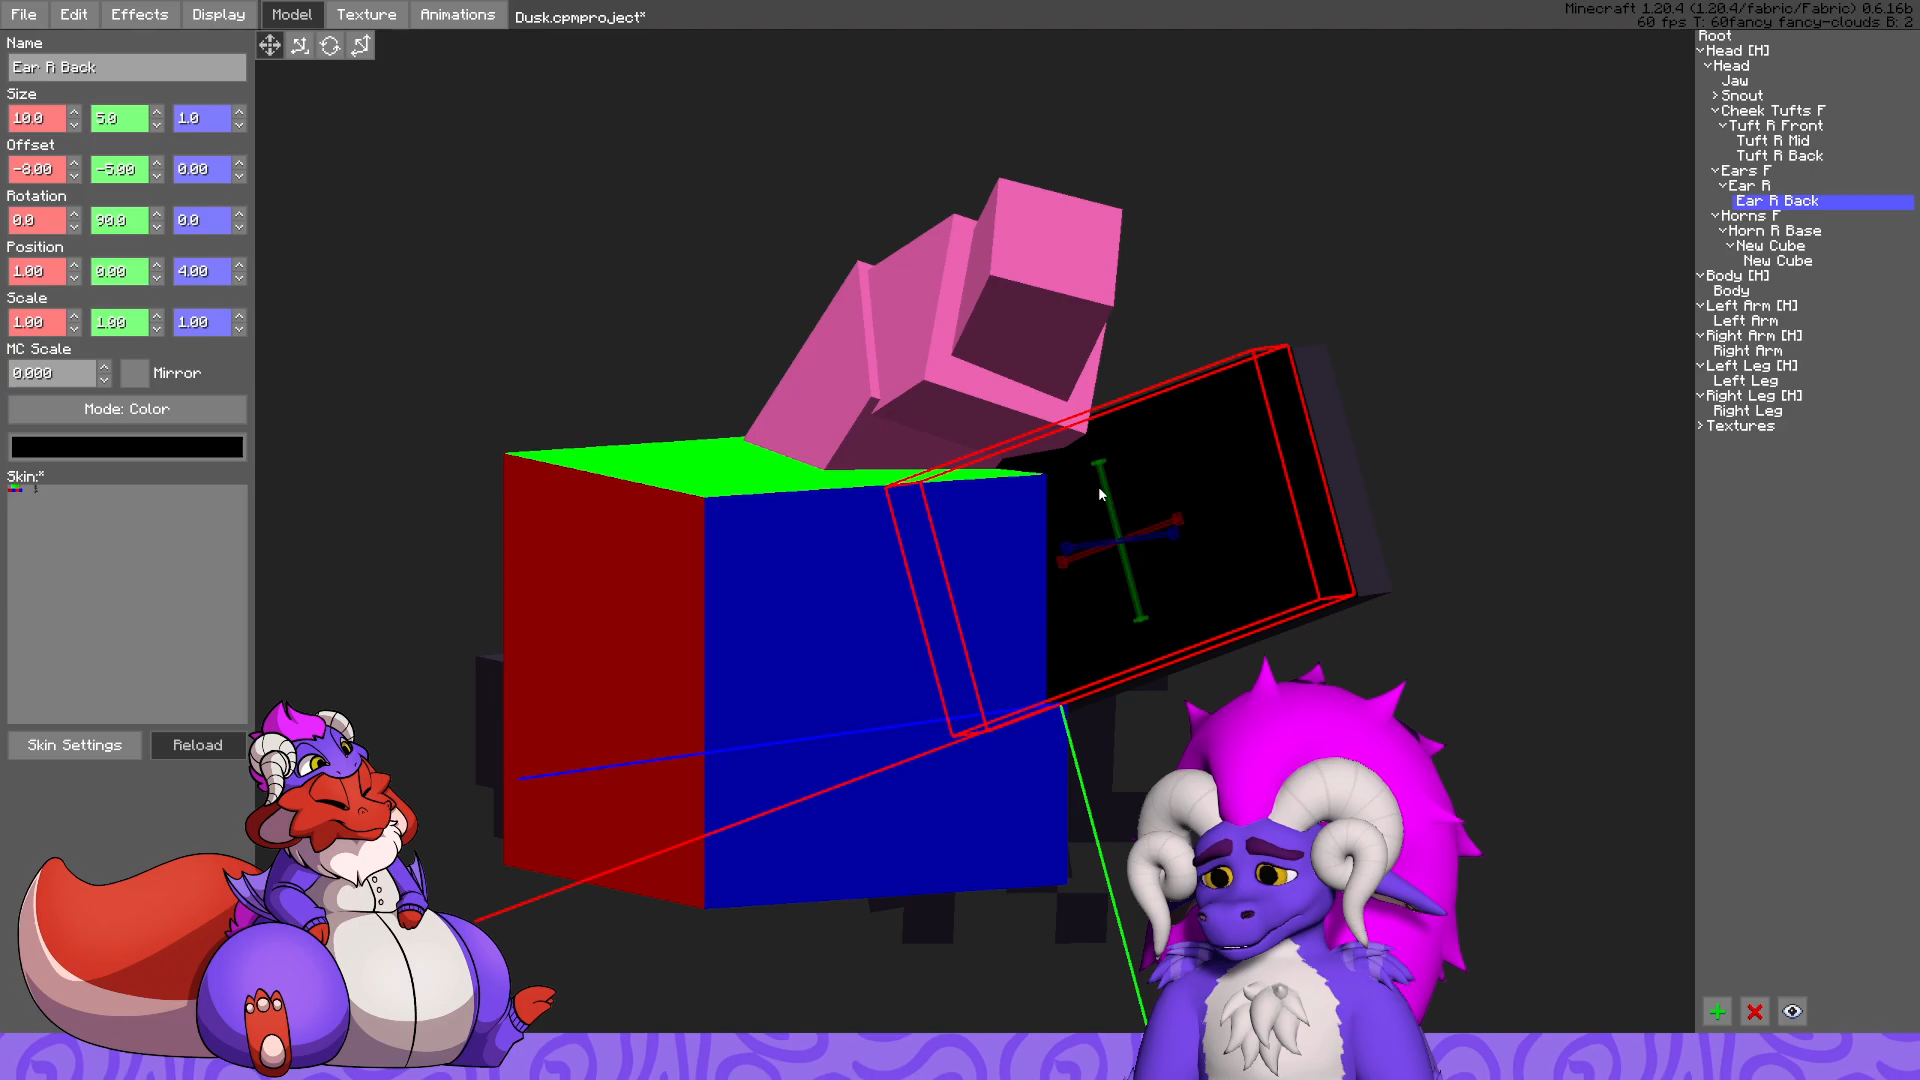 File Edit Effects Display Model Texture Animations Dusk.cpmproject*
Minecraft 1.20.4 (1.20.4/fabric/Fabric) 0.6.16b
60 fps T: 60fancy fancy-clouds B: 2
Name
Ear R Back
Size
10.0 5.0 1.0
Offset
-8.00 -5.00 0.00
Rotation
0.0 90.0 0.0
Position
1.00 0.00 4.00
Scale
1.00 1.00 1.00
MC Scale
0.000 Mirror
Mode: Color
Skin:*
Skin Settings Reload
Root
Head [H]
Head
Jaw
Snout
Cheek Tufts F
Tuft R Front
Tuft R Mid
Tuft R Back
Ears F
Ear R
Ear R Back
Horns F
Horn R Base
New Cube
New Cube
Body [H]
Body
Left Arm [H]
Left Arm
Right Arm [H]
Right Arm
Left Leg [H]
Left Leg
Right Leg [H]
Right Leg
Textures